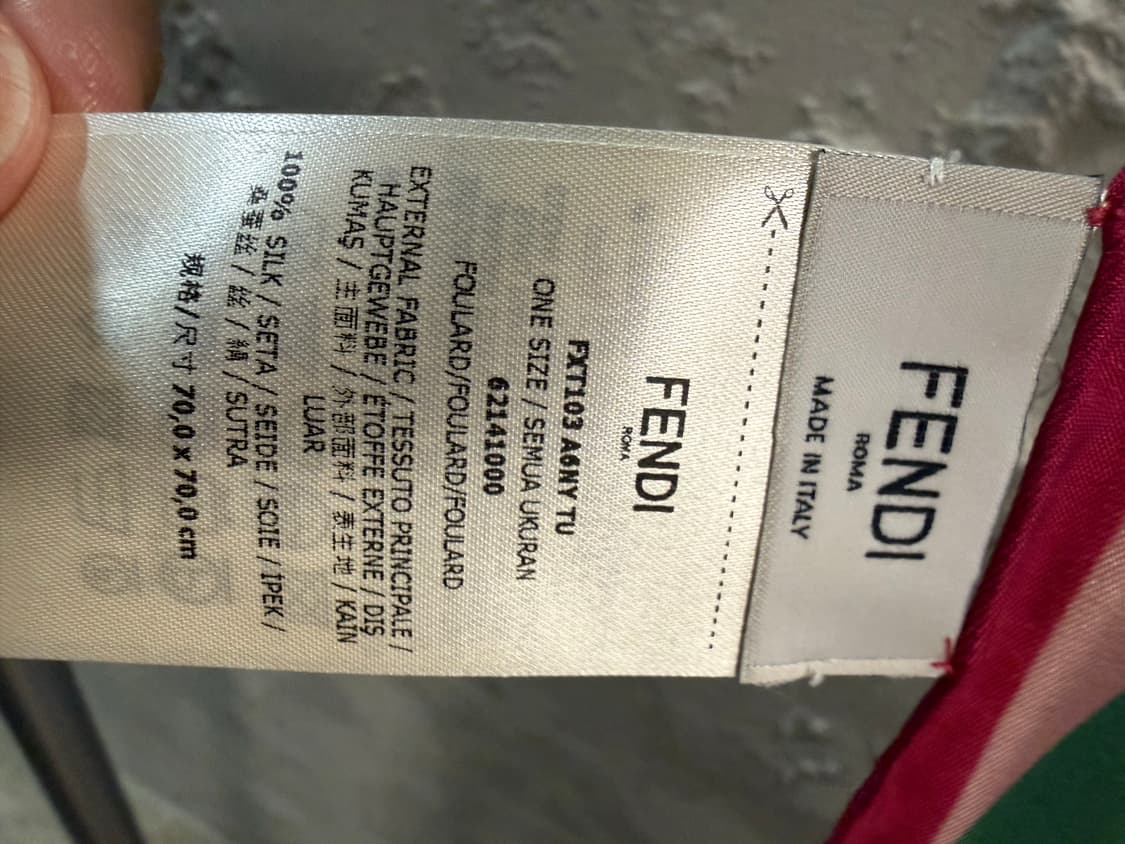 FENDI
ROMA
MADE IN ITALY
FENDI
ROMA
FXT103 A6NY TU
ONE SIZE / SEMUA UKURAN
62141000
FOULARD/FOULARD/FOULARD
EXTERNAL FABRIC / TESSUTO PRINCIPALE /
HAUPTGEWEBE / ÉTOFFE EXTERNE / DIŞ
KUMAŞ / 主面料 / 外部面料 / 表生地 / KAIN
LUAR
100% SILK / SETA / SEIDE / SOIE / İPEK /
桑蚕丝 / 絲 / 絹 / SUTRA
规格/尺寸 70,0 x 70,0 cm